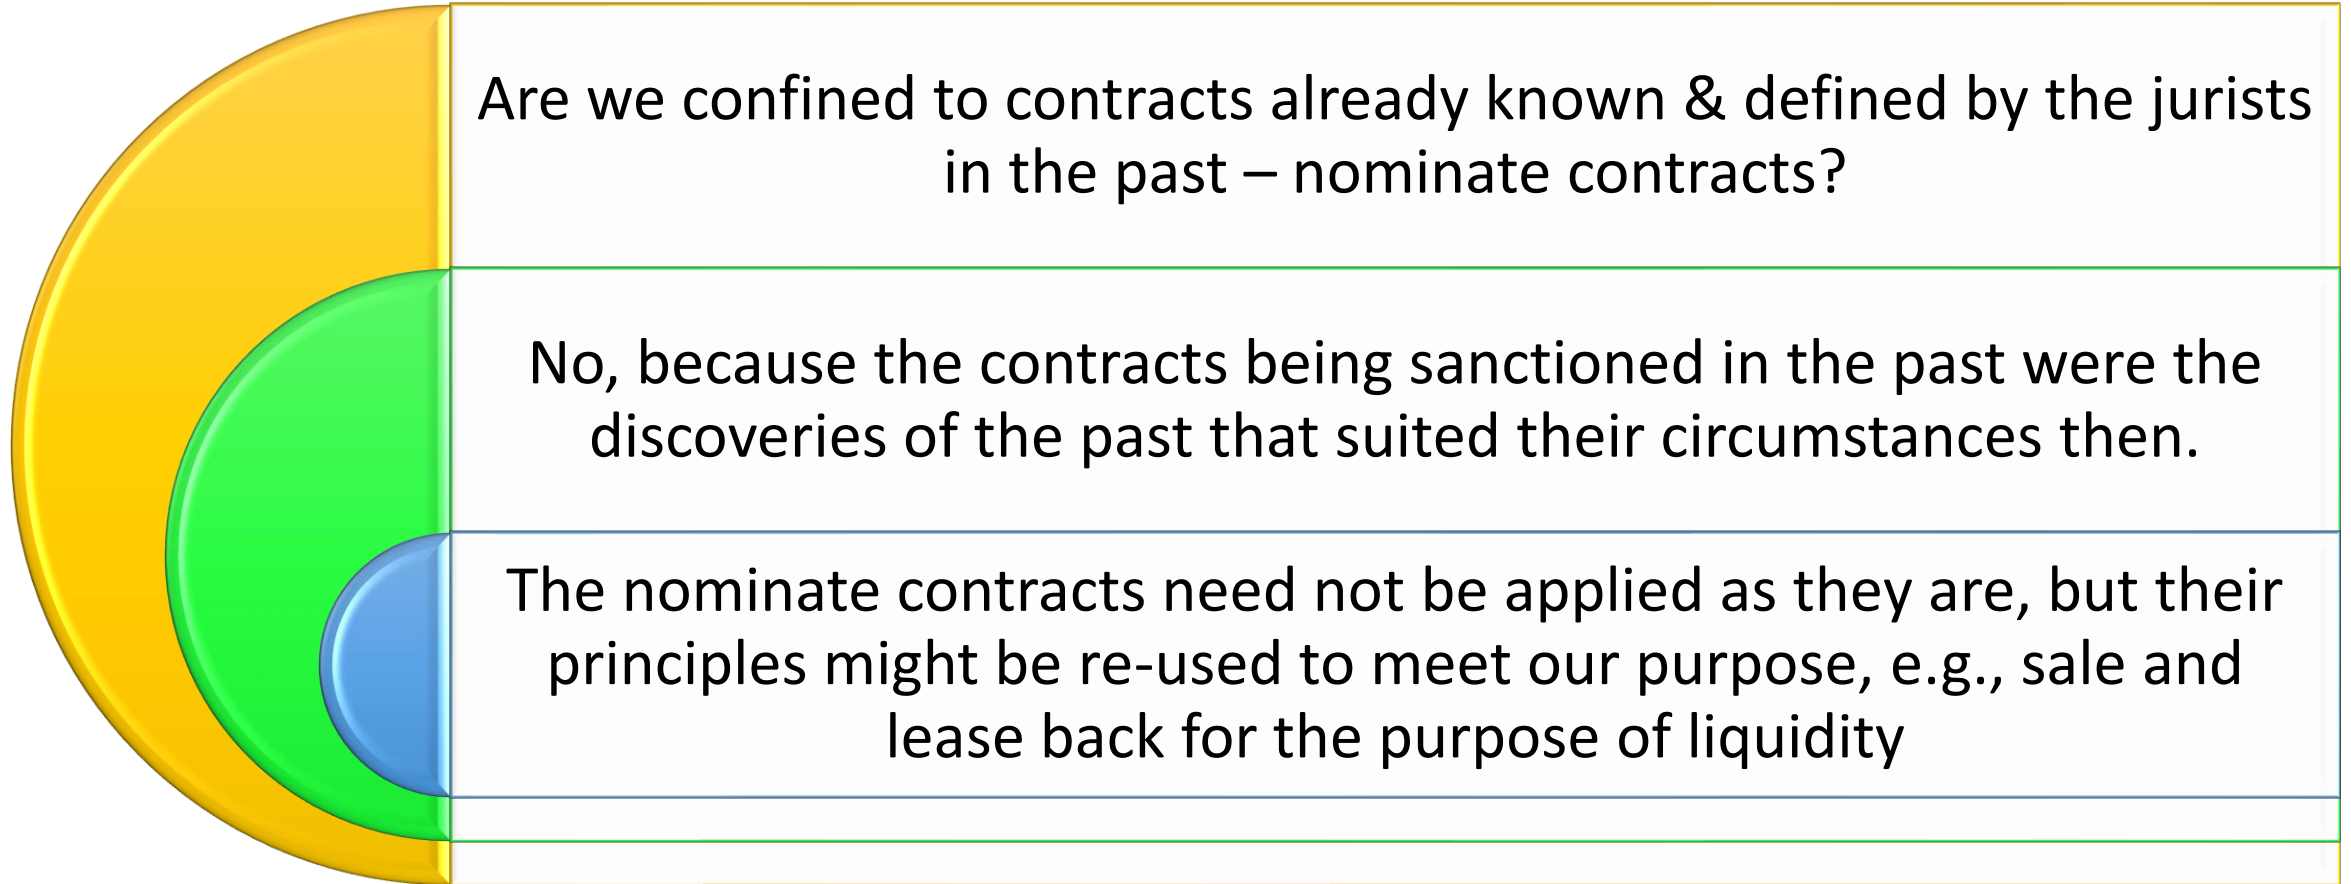 Are we confined to contracts already known & defined by the jurists
in the past – nominate contracts?
No, because the contracts being sanctioned in the past were the
discoveries of the past that suited their circumstances then.
The nominate contracts need not be applied as they are, but their
principles might be re-used to meet our purpose, e.g., sale and
lease back for the purpose of liquidity